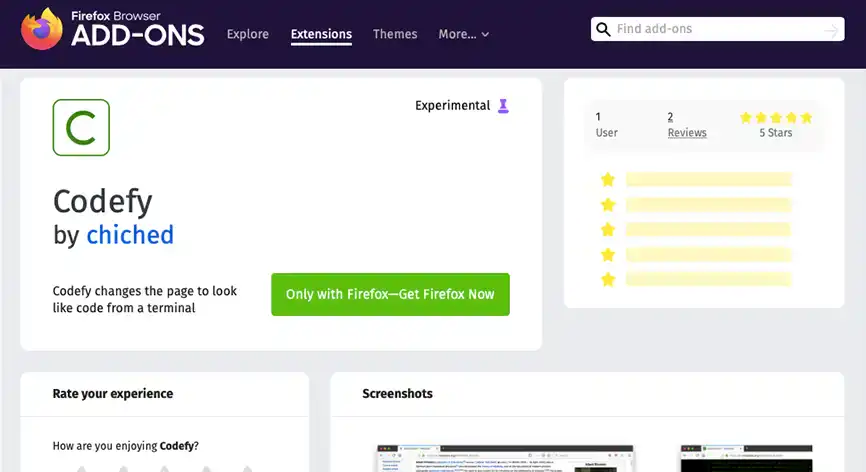 Firefox Browser
ADD-ONS
Explore
Extensions
Themes
More...
Find add-ons
Experimental
C
Codefy
by chiched
Codefy changes the page to look
like code from a terminal
Only with Firefox—Get Firefox Now
1
User
2
Reviews
5 Stars
Rate your experience
How are you enjoying Codefy?
Screenshots